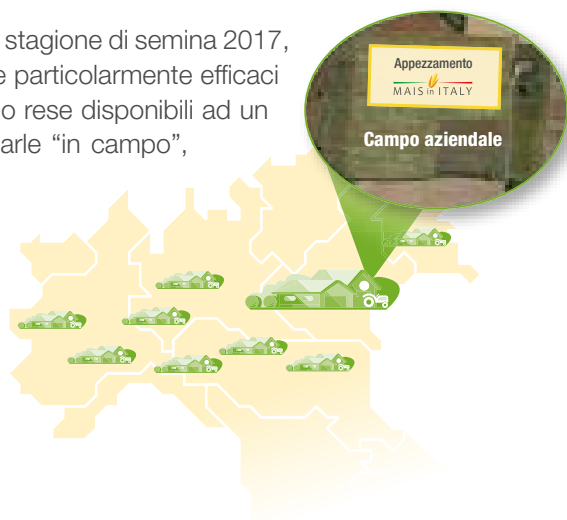 stagione di semina 2017,
e particolarmente efficaci
o rese disponibili ad un
arle “in campo”,
Appezzamento
MAIS in ITALY
Campo aziendale